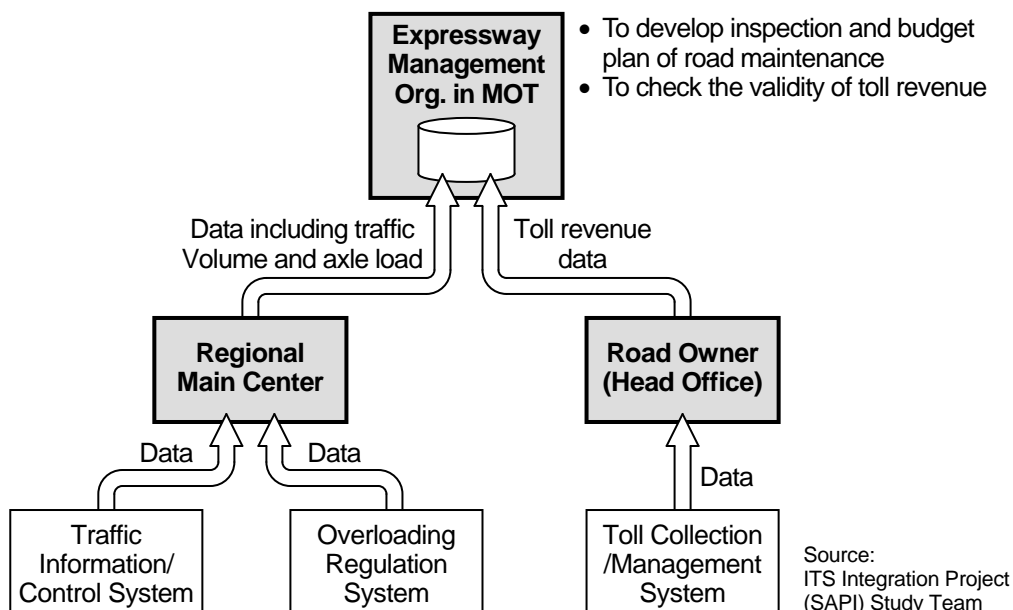 Expressway
Management
Org. in MOT
• To develop inspection and budget
plan of road maintenance
• To check the validity of toll revenue
Data including traffic
Volume and axle load
Toll revenue
data
Regional
Main Center
Road Owner
(Head Office)
Data
Data
Data
Traffic
Information/
Control System
Overloading
Regulation
System
Toll Collection
/Management
System
Source:
ITS Integration Project
(SAPI) Study Team